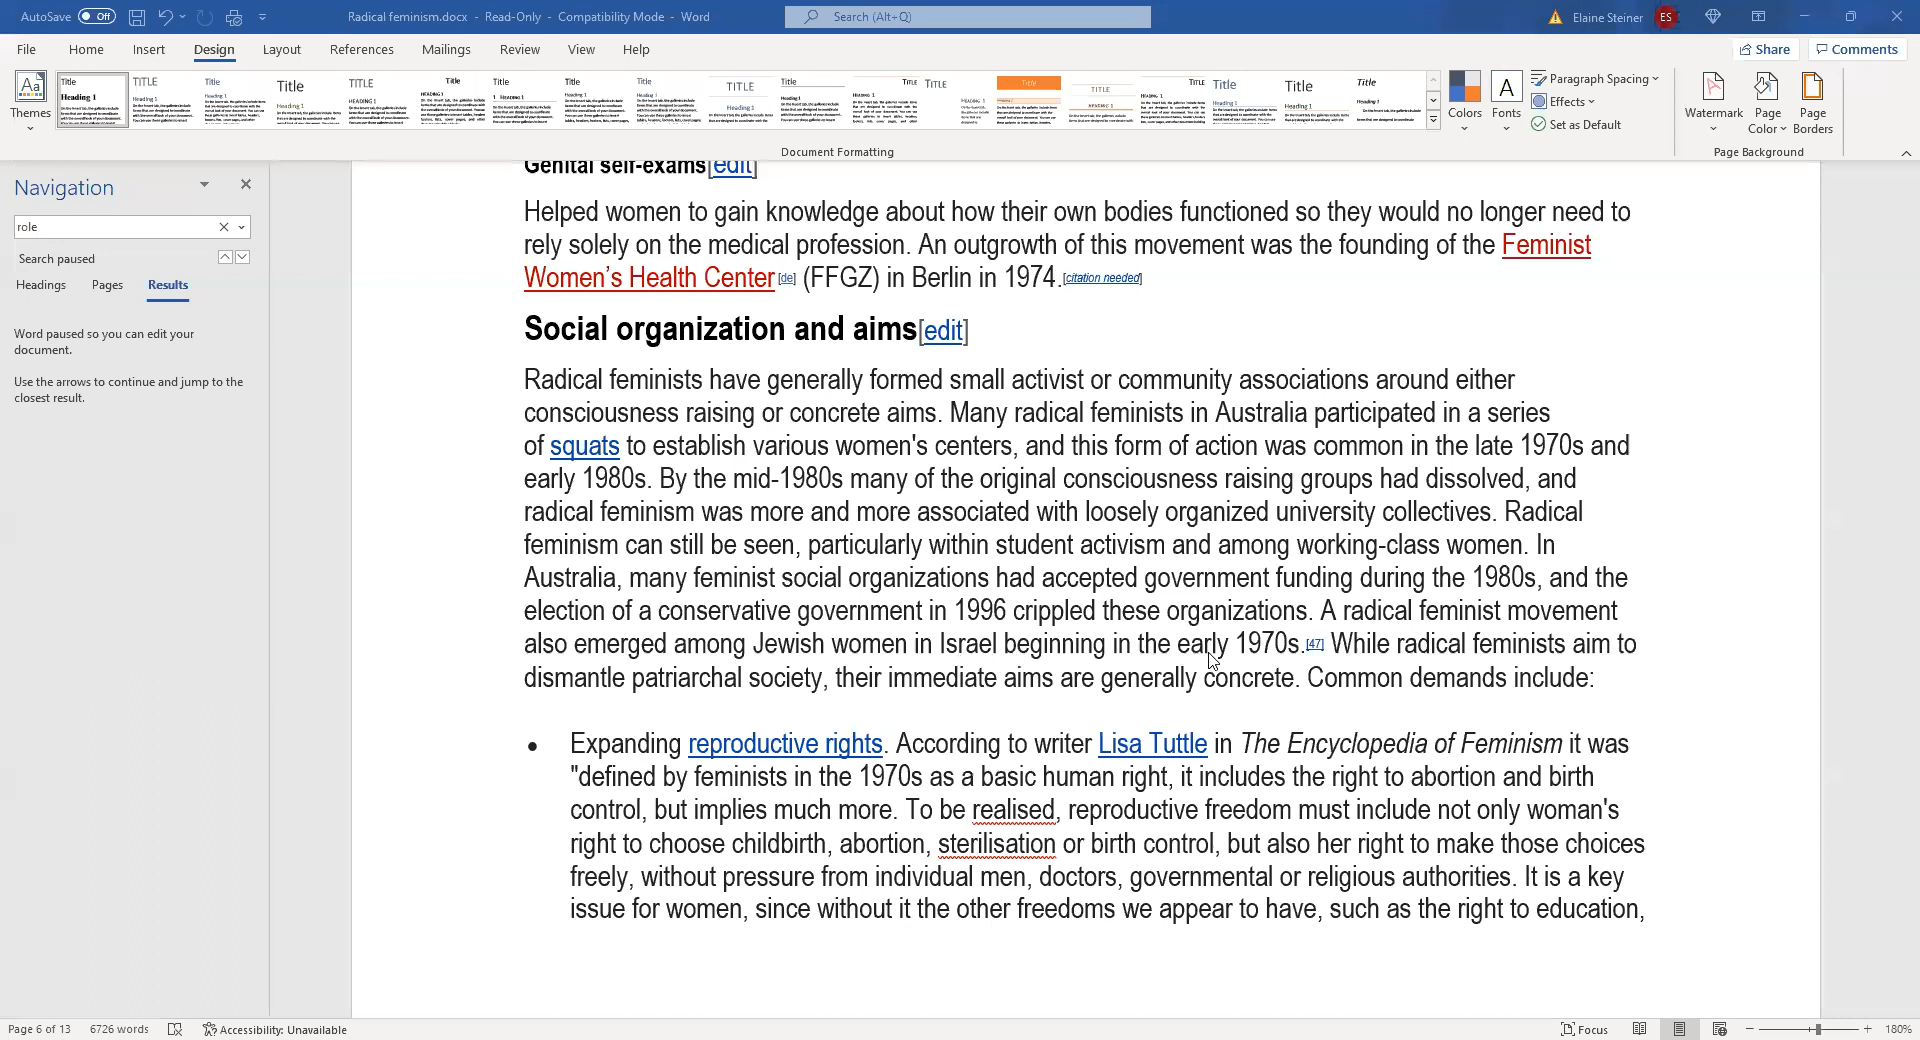 AutoSave Off Radical feminism.docx - Read-Only - Compatibility Mode - Word Search (Alt+Q) Elaine Steiner ES
File Home Insert Design Layout References Mailings Review View Help Share Comments
Themes Colors Fonts Paragraph Spacing Effects Set as Default Watermark Page Color Page Borders
Document Formatting Page Background
Navigation
role
Search paused
Headings Pages Results
Word paused so you can edit your
document.
Use the arrows to continue and jump to the
closest result.
Genital self-exams[edit]
Helped women to gain knowledge about how their own bodies functioned so they would no longer need to
rely solely on the medical profession. An outgrowth of this movement was the founding of the Feminist
Women's Health Center [de] (FFGZ) in Berlin in 1974.[citation needed]
Social organization and aims[edit]
Radical feminists have generally formed small activist or community associations around either
consciousness raising or concrete aims. Many radical feminists in Australia participated in a series
of squats to establish various women's centers, and this form of action was common in the late 1970s and
early 1980s. By the mid-1980s many of the original consciousness raising groups had dissolved, and
radical feminism was more and more associated with loosely organized university collectives. Radical
feminism can still be seen, particularly within student activism and among working-class women. In
Australia, many feminist social organizations had accepted government funding during the 1980s, and the
election of a conservative government in 1996 crippled these organizations. A radical feminist movement
also emerged among Jewish women in Israel beginning in the early 1970s.[47] While radical feminists aim to
dismantle patriarchal society, their immediate aims are generally concrete. Common demands include:
• Expanding reproductive rights. According to writer Lisa Tuttle in The Encyclopedia of Feminism it was
"defined by feminists in the 1970s as a basic human right, it includes the right to abortion and birth
control, but implies much more. To be realised, reproductive freedom must include not only woman's
right to choose childbirth, abortion, sterilisation or birth control, but also her right to make those choices
freely, without pressure from individual men, doctors, governmental or religious authorities. It is a key
issue for women, since without it the other freedoms we appear to have, such as the right to education,
Page 6 of 13 6726 words Accessibility: Unavailable Focus 180%